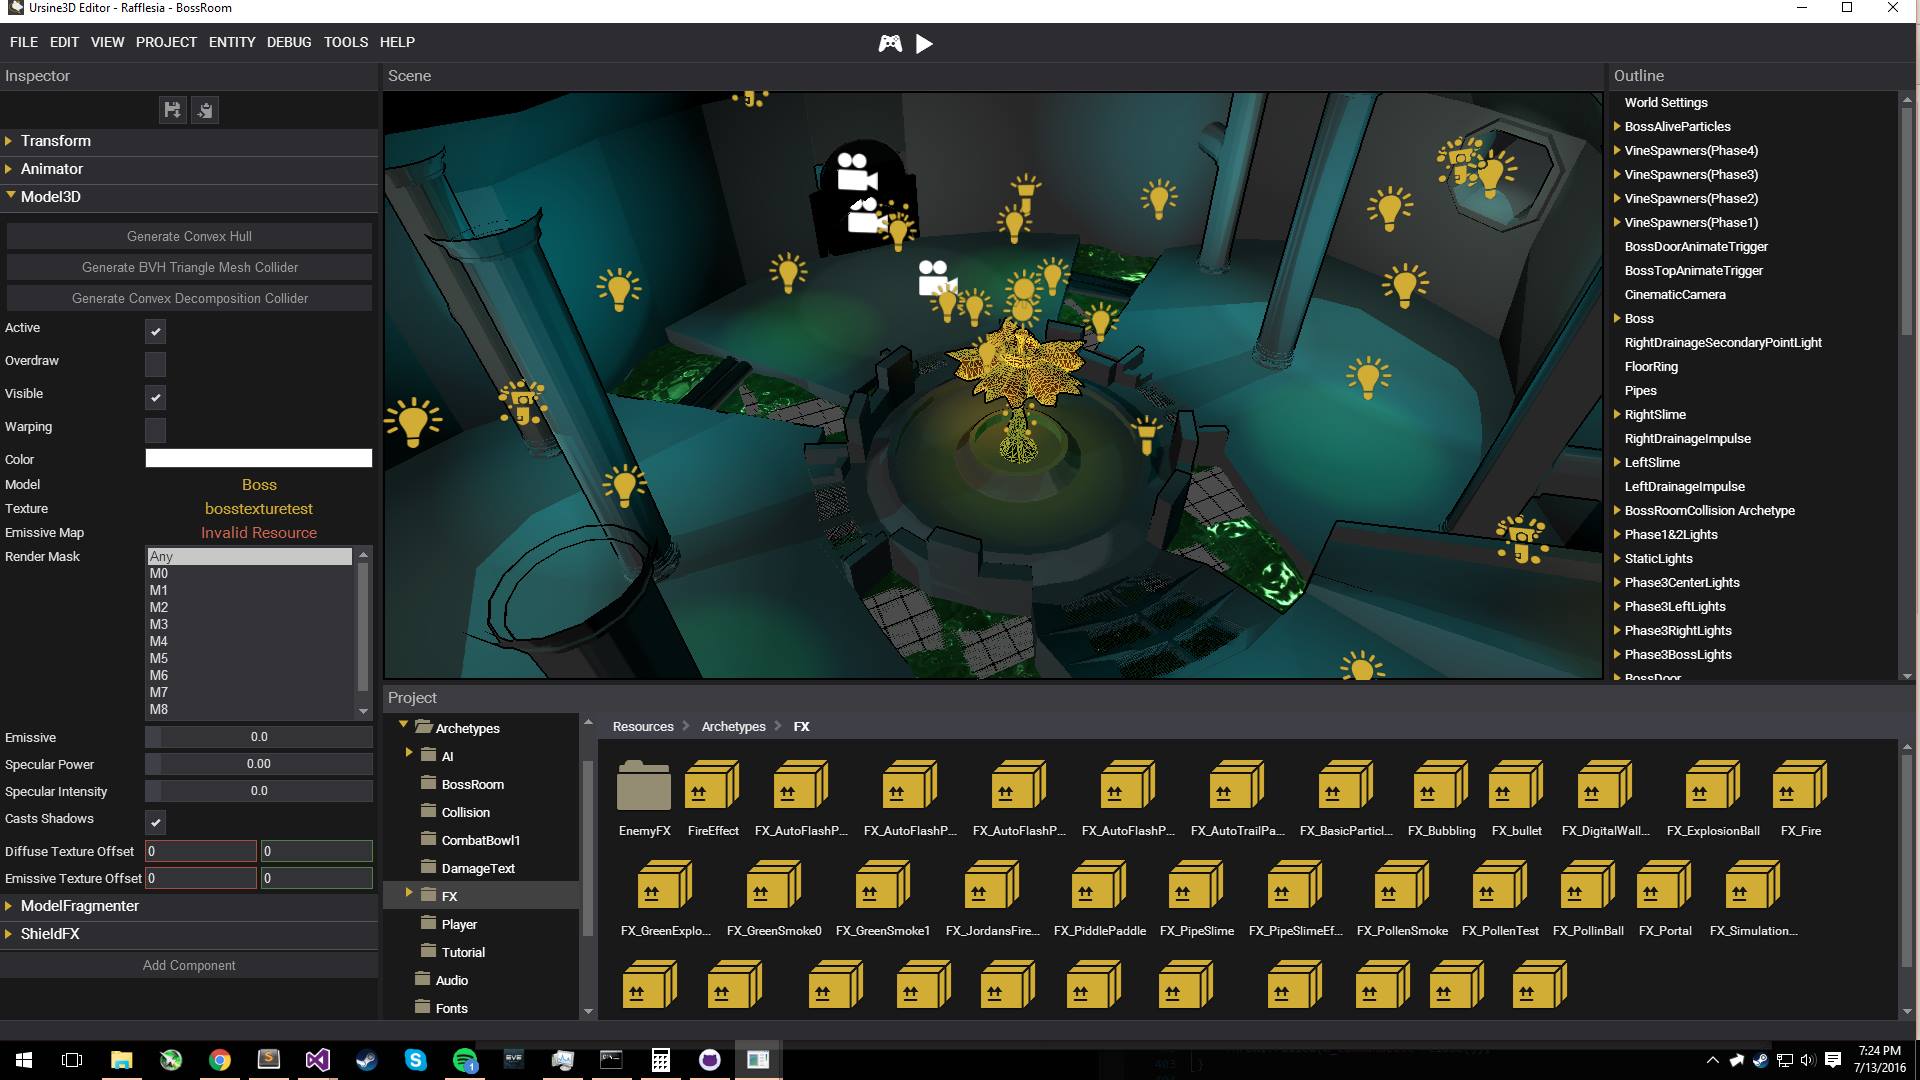 Ursine3D Editor - Rafflesia - BossRoom
FILE EDIT VIEW PROJECT ENTITY DEBUG TOOLS HELP
Inspector
Transform
Animator
Model3D
Generate Convex Hull
Generate BVH Triangle Mesh Collider
Generate Convex Decomposition Collider
Active
Overdraw
Visible
Warping
Color
Model Boss
Texture bosstexturetest
Emissive Map Invalid Resource
Render Mask Any
M0
M1
M2
M3
M4
M5
M6
M7
M8
Emissive 0.0
Specular Power 0.00
Specular Intensity 0.0
Casts Shadows
Diffuse Texture Offset 0 0
Emissive Texture Offset 0 0
ModelFragmenter
ShieldFX
Add Component
Scene
Outline
World Settings
BossAliveParticles
VineSpawners(Phase4)
VineSpawners(Phase3)
VineSpawners(Phase2)
VineSpawners(Phase1)
BossDoorAnimateTrigger
BossTopAnimateTrigger
CinematicCamera
Boss
RightDrainageSecondaryPointLight
FloorRing
Pipes
RightSlime
RightDrainageImpulse
LeftSlime
LeftDrainageImpulse
BossRoomCollision Archetype
Phase1&2Lights
StaticLights
Phase3CenterLights
Phase3LeftLights
Phase3RightLights
Phase3BossLights
BossDoor
Project
Archetypes
AI
BossRoom
Collision
CombatBowl1
DamageText
FX
Player
Tutorial
Audio
Fonts
Resources Archetypes FX
EnemyFX FireEffect FX_AutoFlashP... FX_AutoFlashP... FX_AutoFlashP... FX_AutoFlashP... FX_AutoTrailPa... FX_BasicParticl... FX_Bubbling FX_bullet FX_DigitalWall... FX_ExplosionBall FX_Fire
FX_GreenExplo... FX_GreenSmoke0 FX_GreenSmoke1 FX_JordansFire... FX_PiddlePaddle FX_PipeSlime FX_PipeSlimeEf... FX_PollenSmoke FX_PollenTest FX_PollinBall FX_Portal FX_Simulation...
7:24 PM
7/13/2016